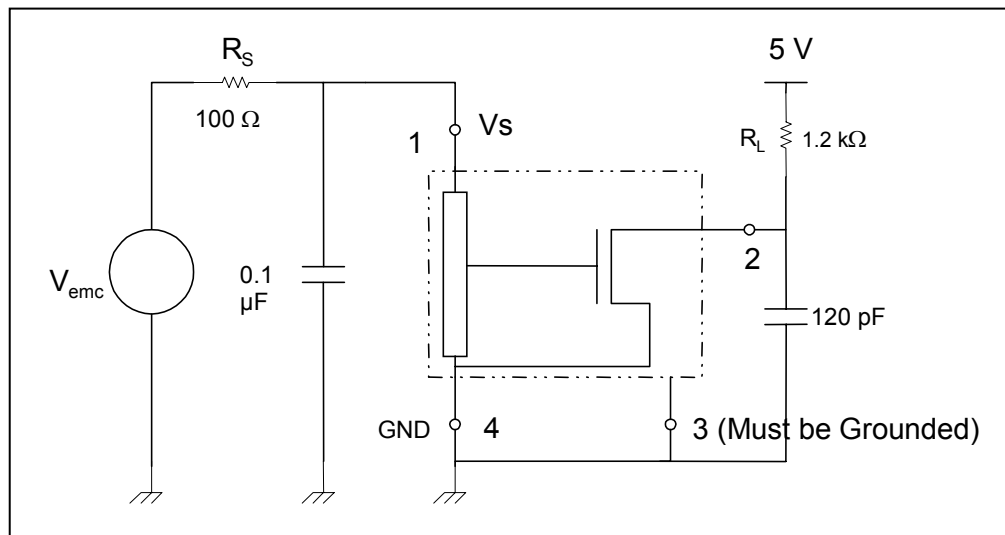 R_S
5 V
100 Ω
Vs
1
R_L
1.2 kΩ
2
V_emc
0.1
µF
120 pF
GND
4
3 (Must be Grounded)